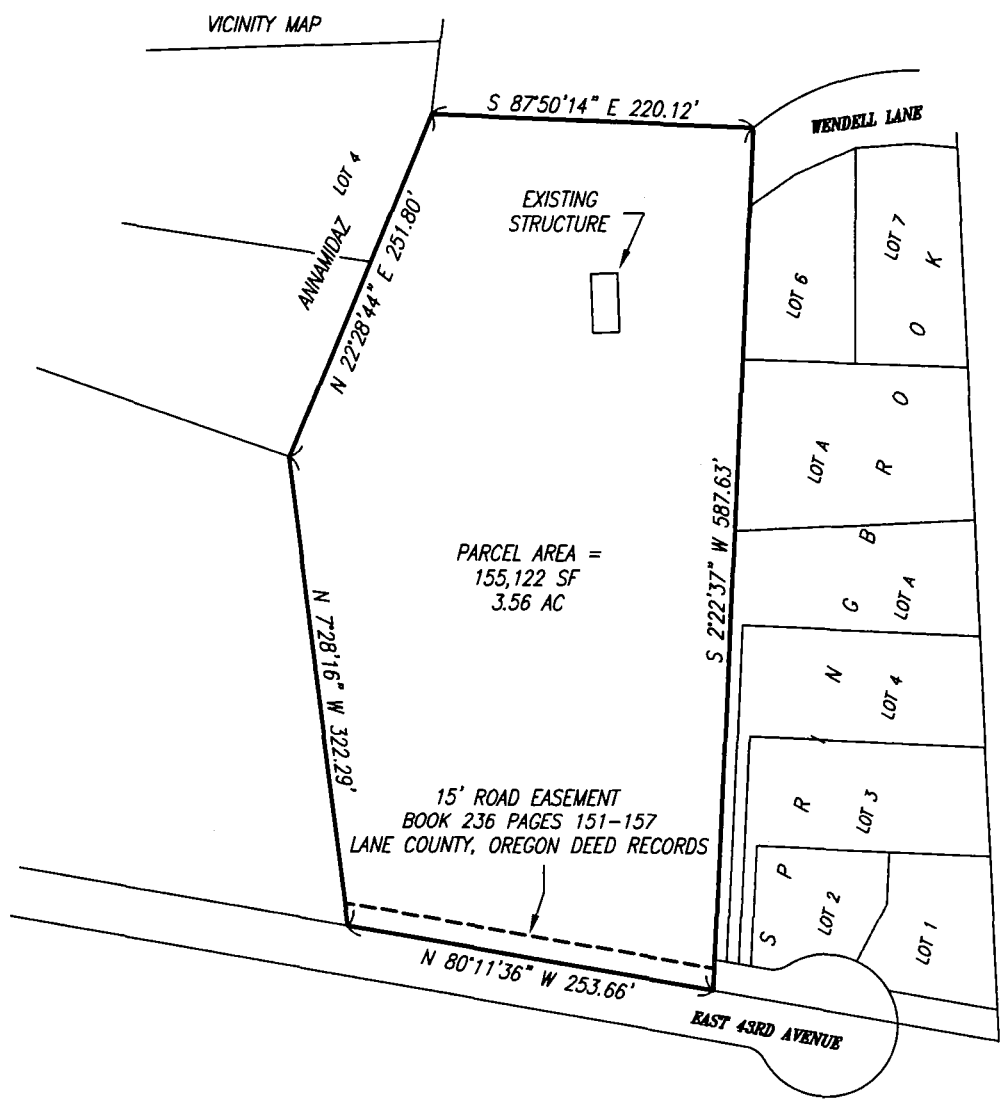 VICINITY MAP
S 87°50'14" E 220.12'
WENDELL LANE
ANNAMIDAZ
LOT 4
N 22°28'44" E 251.80'
EXISTING
STRUCTURE
LOT 6
LOT 7
LOT A
S 2°22'37" W 587.63'
PARCEL AREA =
155,122 SF
3.56 AC
LOT A
LOT 4
LOT 3
LOT 2
LOT 1
SPRINGBROOK
N 7°28'16" W 322.29'
15' ROAD EASEMENT
BOOK 236 PAGES 151-157
LANE COUNTY, OREGON DEED RECORDS
N 80°11'36" W 253.66'
EAST 43RD AVENUE